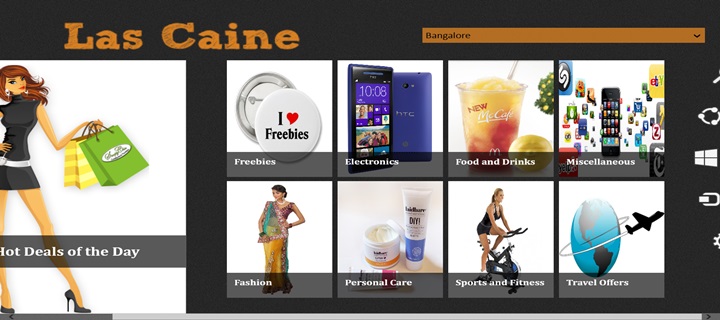 Las Caine
Bangalore
Hot Deals of the Day
I ♥
Freebies
Freebies
10:08
hTC
Electronics
NEW
McCafé
Food and Drinks
Miscellaneous
Fashion
DIY!
Personal Care
Sports and Fitness
Travel Offers